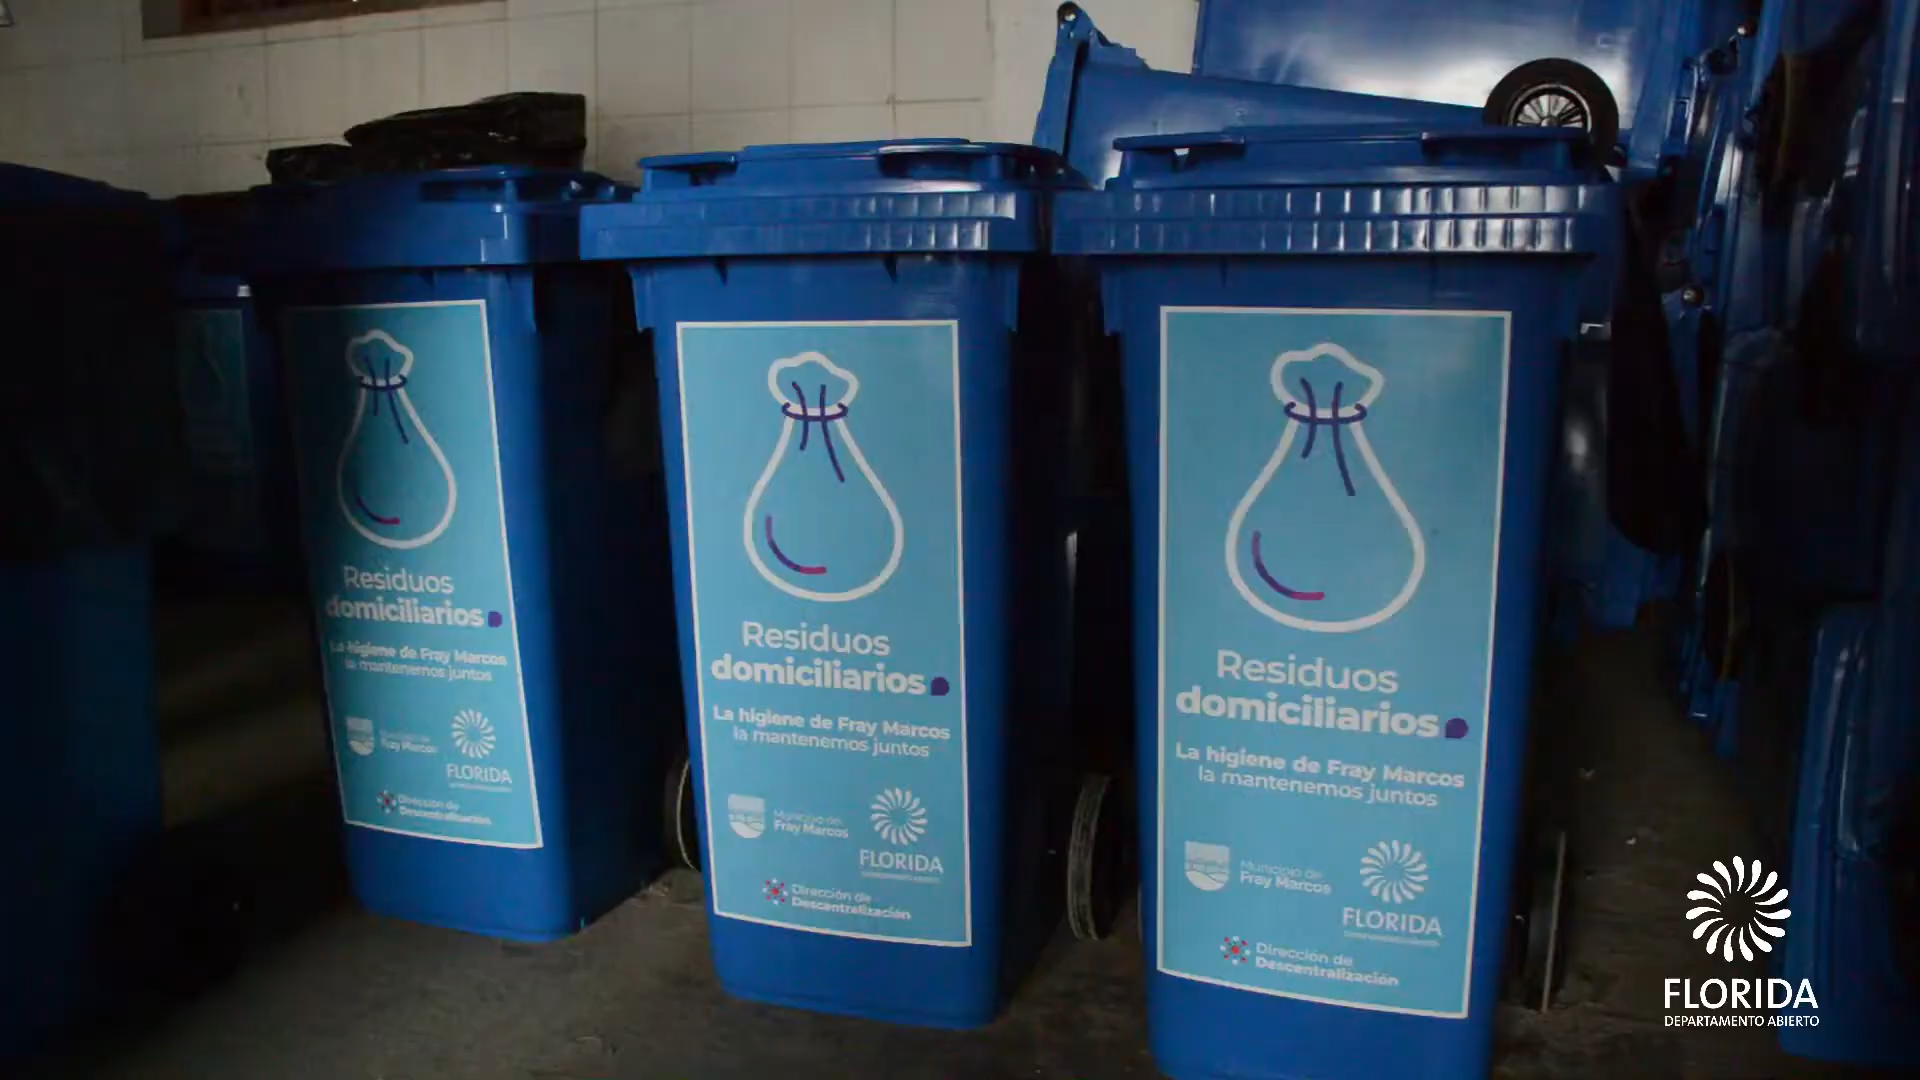 Residuos
domiciliarios
La higiene de Fray Marcos
la mantenemos juntos
Municipio de
Fray Marcos
FLORIDA
Dirección de
Descentralización
Residuos
domiciliarios
La higiene de Fray Marcos
la mantenemos juntos
Municipio de
Fray Marcos
FLORIDA
Dirección de
Descentralización
Residuos
domiciliarios
La higiene de Fray Marcos
la mantenemos juntos
Municipio de
Fray Marcos
FLORIDA
Dirección de
Descentralización
FLORIDA
DEPARTAMENTO ABIERTO